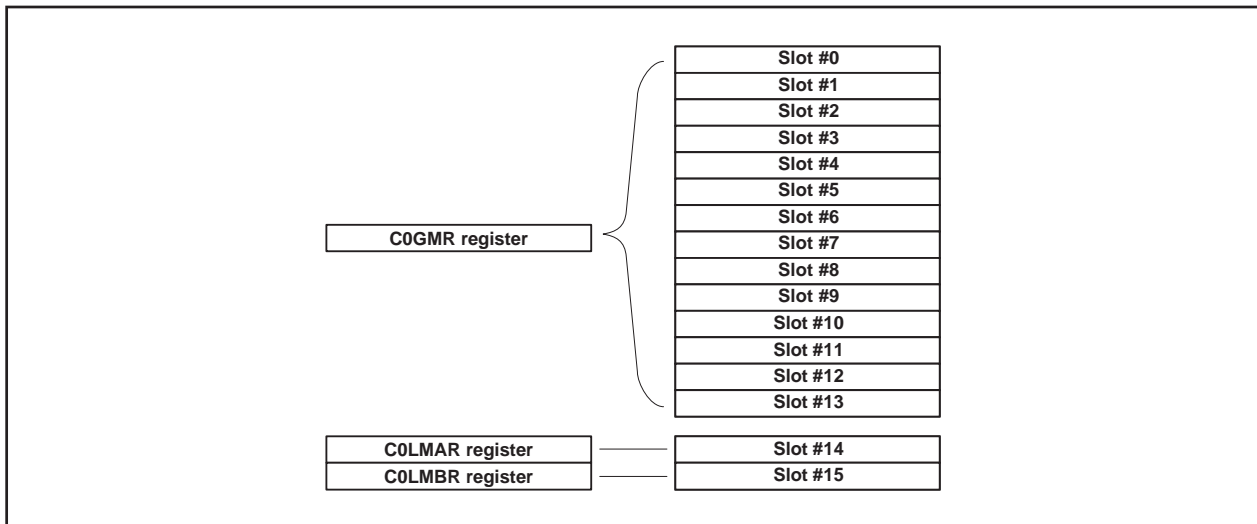 Slot #0
Slot #1
Slot #2
Slot #3
Slot #4
Slot #5
Slot #6
C0GMR register
Slot #7
Slot #8
Slot #9
Slot #10
Slot #11
Slot #12
Slot #13
C0LMAR register
Slot #14
C0LMBR register
Slot #15